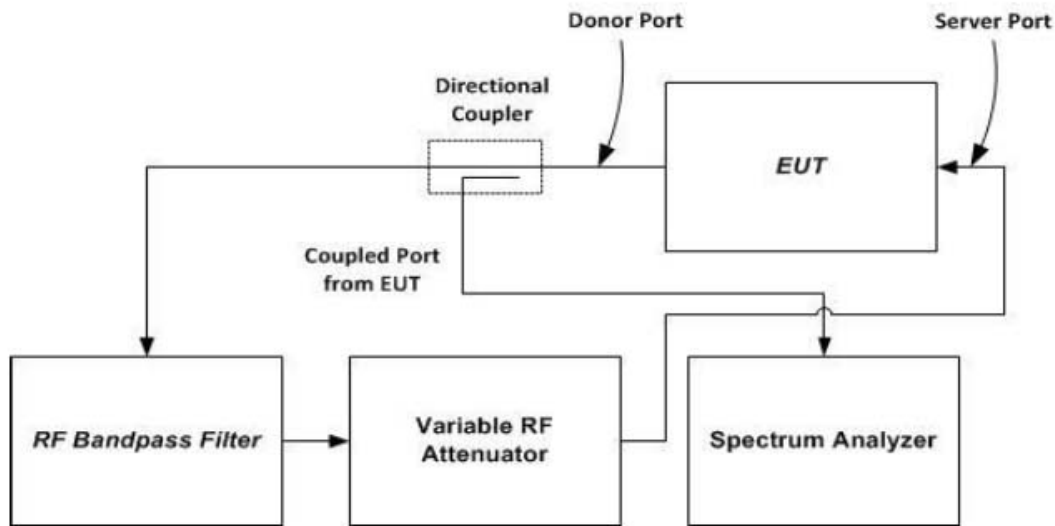 Donor Port
Server Port
Directional
Coupler
EUT
Coupled Port
from EUT
RF Bandpass Filter
Variable RF
Attenuator
Spectrum Analyzer